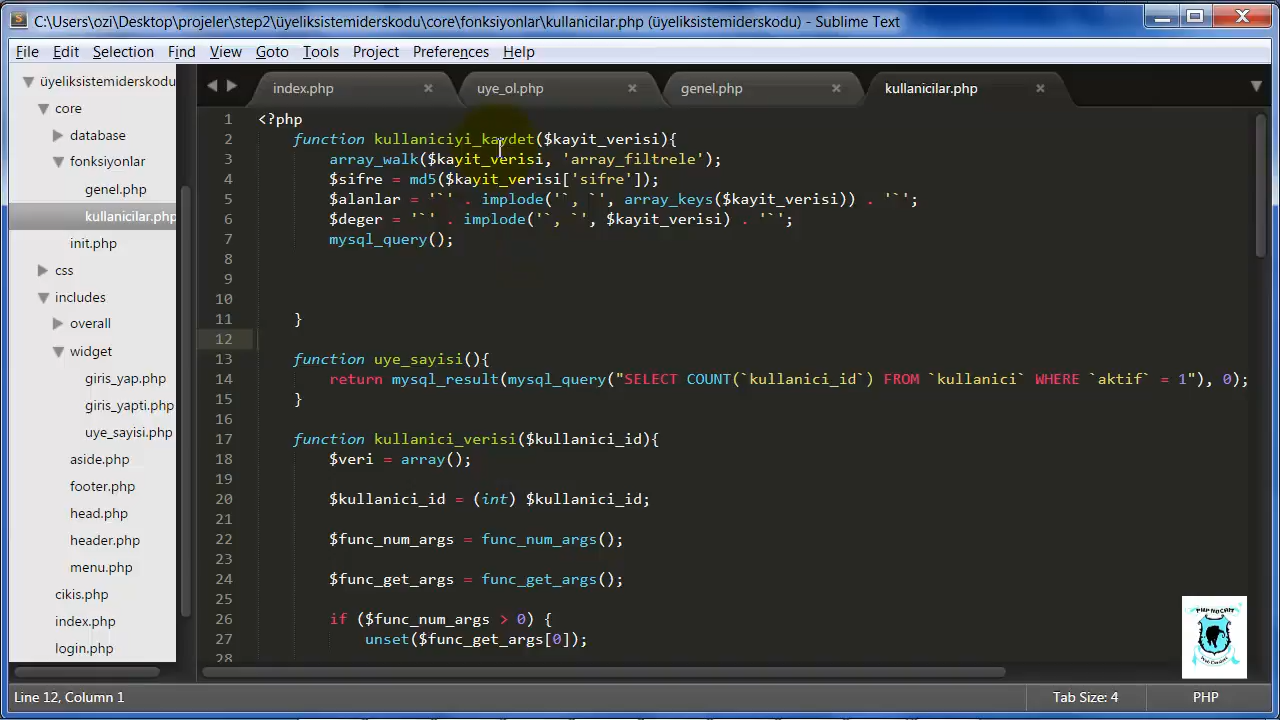 C:\Users\ozi\Desktop\projeler\step2\üyeliksistemiderskodu\core\fonksiyonlar\kullanicilar.php (üyeliksistemiderskodu) - Sublime Text
File Edit Selection Find View Goto Tools Project Preferences Help
üyeliksistemiderskodu
core
database
fonksiyonlar
genel.php
kullanicilar.php
init.php
css
includes
overall
widget
giris_yap.php
giris_yapti.php
uye_sayisi.php
aside.php
footer.php
head.php
header.php
menu.php
cikis.php
index.php
login.php
index.php uye_ol.php genel.php kullanicilar.php
1 <?php
2 function kullaniciyi_kaydet($kayit_verisi){
3 array_walk($kayit_verisi, 'array_filtrele');
4 $sifre = md5($kayit_verisi['sifre']);
5 $alanlar = '`' . implode('`, `', array_keys($kayit_verisi)) . '`';
6 $deger = '`' . implode('`, `', $kayit_verisi) . '`';
7 mysql_query();
8
9
10
11 }
12
13 function uye_sayisi(){
14 return mysql_result(mysql_query("SELECT COUNT(`kullanici_id`) FROM `kullanici` WHERE `aktif` = 1"), 0);
15 }
16
17 function kullanici_verisi($kullanici_id){
18 $veri = array();
19
20 $kullanici_id = (int) $kullanici_id;
21
22 $func_num_args = func_num_args();
23
24 $func_get_args = func_get_args();
25
26 if ($func_num_args > 0) {
27 unset($func_get_args[0]);
28
PHP HOCAM
Line 12, Column 1 Tab Size: 4 PHP